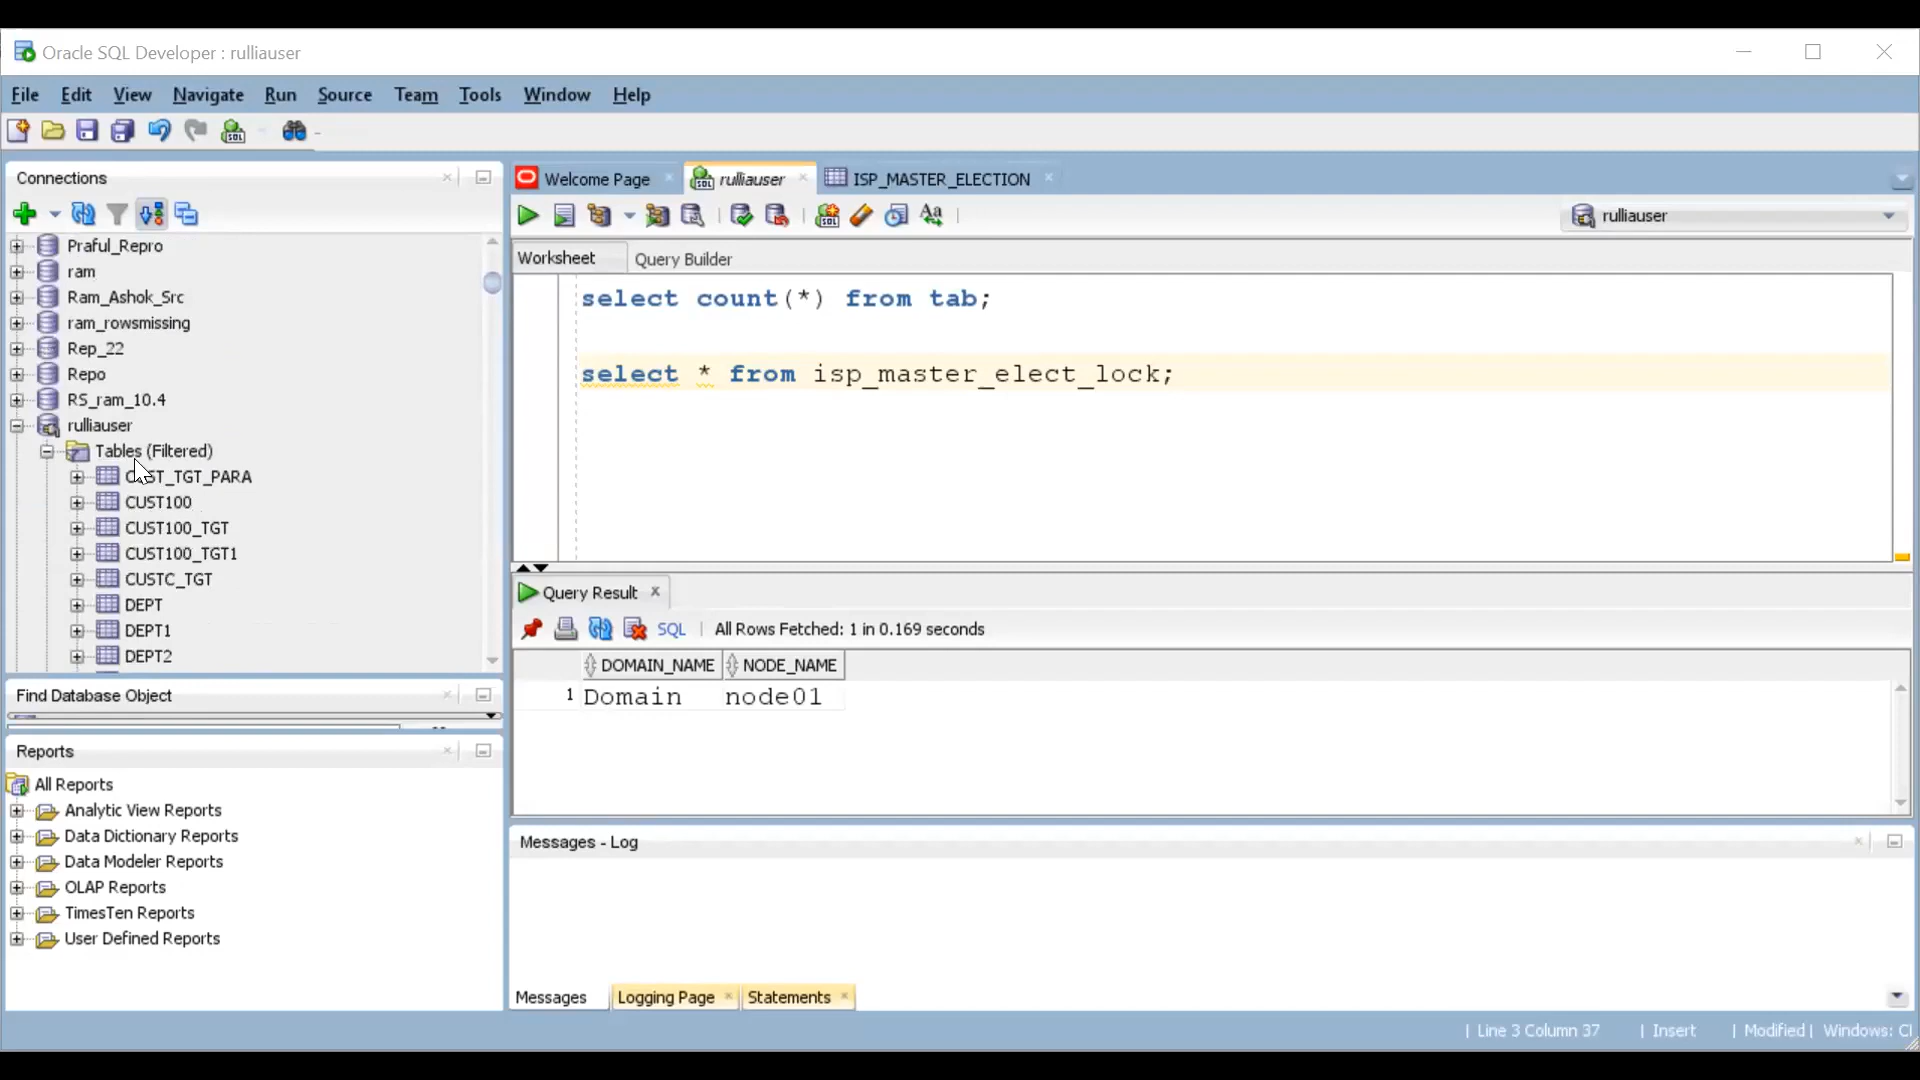 Oracle SQL Developer : rulliauser
File Edit View Navigate Run Source Team Tools Window Help
Connections
Praful_Repro
ram
Ram_Ashok_Src
ram_rowsmissing
Rep_22
Repo
RS_ram_10.4
rulliauser
Tables (Filtered)
CUST_TGT_PARA
CUST100
CUST100_TGT
CUST100_TGT1
CUSTC_TGT
DEPT
DEPT1
DEPT2
Find Database Object
Reports
All Reports
Analytic View Reports
Data Dictionary Reports
Data Modeler Reports
OLAP Reports
TimesTen Reports
User Defined Reports
Welcome Page rulliauser ISP_MASTER_ELECTION
rulliauser
Worksheet Query Builder
select count(*) from tab;
select * from isp_master_elect_lock;
Query Result
SQL All Rows Fetched: 1 in 0.169 seconds
DOMAIN_NAME NODE_NAME
1 Domain node01
Messages - Log
Messages Logging Page Statements
Line 3 Column 37 Insert Modified Windows: Cl